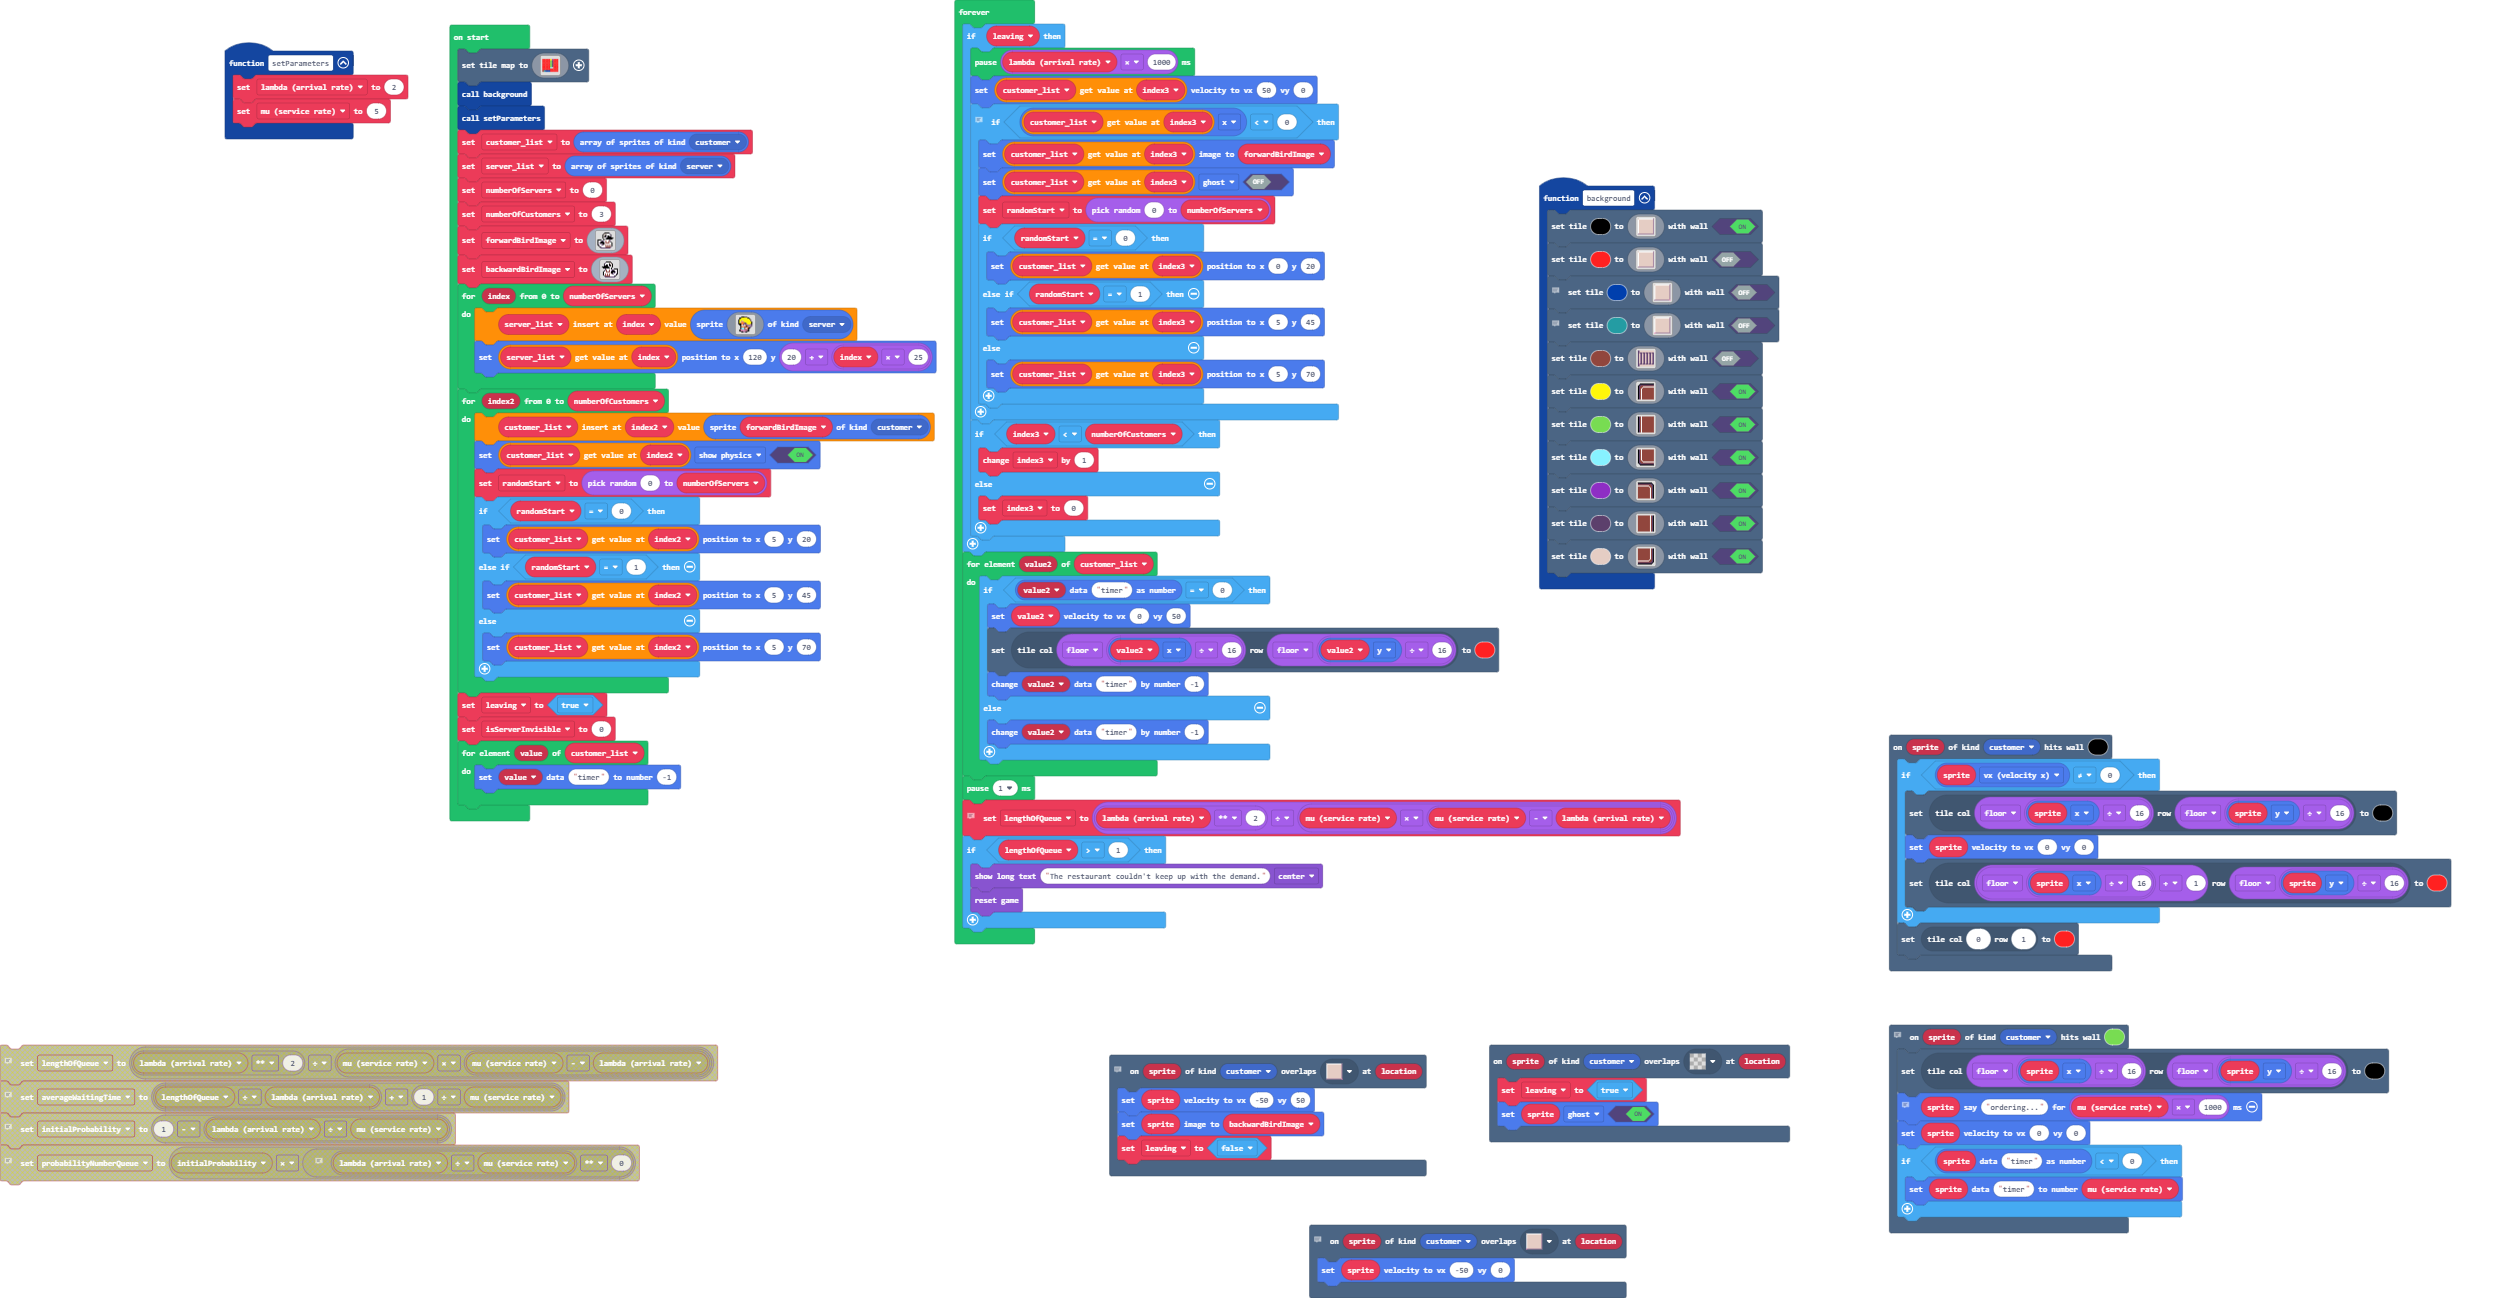 function setParameters
set lambda (arrival rate) to 2
set mu (service rate) to 5
on start
set tile map to
call background
call setParameters
set customer_list to array of sprites of kind customer
set server_list to array of sprites of kind server
set numberOfServers to 0
set numberOfCustomers to 3
set forwardBirdImage to
set backwardBirdImage to
for index from 0 to numberOfServers
do
server_list insert at index value sprite of kind server
set server_list get value at index position to x 120 y 20 + index × 25
for index2 from 0 to numberOfCustomers
do
customer_list insert at index2 value sprite forwardBirdImage of kind customer
set customer_list get value at index2 show physics ON
set randomStart to pick random 0 to numberOfServers
if randomStart = 0 then
set customer_list get value at index2 position to x 5 y 20
else if randomStart = 1 then
set customer_list get value at index2 position to x 5 y 45
else
set customer_list get value at index2 position to x 5 y 70
set leaving to true
set isServerInvisible to 0
for element value of customer_list
do
set value data "timer" to number -1
forever
if leaving then
pause lambda (arrival rate) × 1000 ms
set customer_list get value at index3 velocity to vx 50 vy 0
if customer_list get value at index3 x < 0 then
set customer_list get value at index3 image to forwardBirdImage
set customer_list get value at index3 ghost OFF
set randomStart to pick random 0 to numberOfServers
if randomStart = 0 then
set customer_list get value at index3 position to x 0 y 20
else if randomStart = 1 then
set customer_list get value at index3 position to x 5 y 45
else
set customer_list get value at index3 position to x 5 y 70
if index3 < numberOfCustomers then
change index3 by 1
else
set index3 to 0
for element value2 of customer_list
do
if value2 data "timer" as number = 0 then
set value2 velocity to vx 0 vy 50
set tile col floor value2 x ÷ 16 row floor value2 y ÷ 16 to
change value2 data "timer" by number -1
else
change value2 data "timer" by number -1
pause 1 ms
set lengthOfQueue to lambda (arrival rate) ** 2 ÷ mu (service rate) × mu (service rate) - lambda (arrival rate)
if lengthOfQueue > 1 then
show long text "The restaurant couldn't keep up with the demand." center
reset game
function background
set tile to with wall ON
set tile to with wall OFF
set tile to with wall OFF
set tile to with wall OFF
set tile to with wall OFF
set tile to with wall ON
set tile to with wall ON
set tile to with wall ON
set tile to with wall ON
set tile to with wall ON
set tile to with wall ON
on sprite of kind customer hits wall
if sprite vx (velocity x) ≠ 0 then
set tile col floor sprite x ÷ 16 row floor sprite y ÷ 16 to
set sprite velocity to vx 0 vy 0
set tile col floor sprite x ÷ 16 + 1 row floor sprite y ÷ 16 to
set tile col 0 row 1 to
set lengthOfQueue to lambda (arrival rate) ** 2 ÷ mu (service rate) × mu (service rate) - lambda (arrival rate)
set averageWaitingTime to lengthOfQueue ÷ lambda (arrival rate) + 1 ÷ mu (service rate)
set initialProbability to 1 - lambda (arrival rate) ÷ mu (service rate)
set probabilityNumberQueue to initialProbability × lambda (arrival rate) ÷ mu (service rate) ** 0
on sprite of kind customer overlaps at location
set sprite velocity to vx -50 vy 50
set sprite image to backwardBirdImage
set leaving to false
on sprite of kind customer overlaps at location
set leaving to true
set sprite ghost ON
on sprite of kind customer hits wall
set tile col floor sprite x ÷ 16 row floor sprite y ÷ 16 to
sprite say "ordering..." for mu (service rate) × 1000 ms
set sprite velocity to vx 0 vy 0
if sprite data "timer" as number < 0 then
set sprite data "timer" to number mu (service rate)
on sprite of kind customer overlaps at location
set sprite velocity to vx -50 vy 0